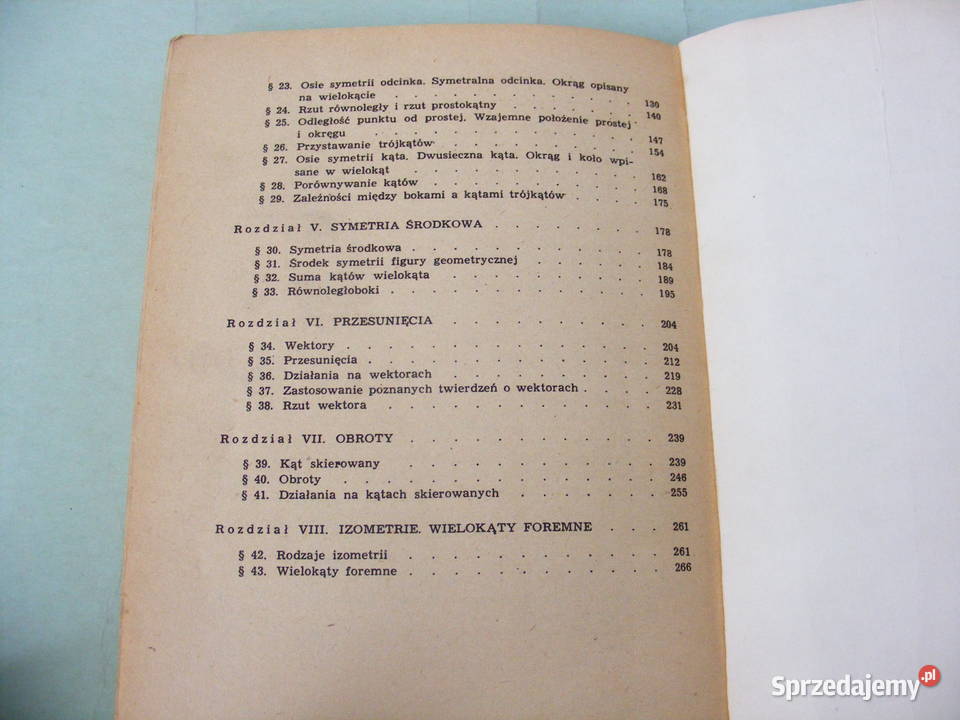 § 23. Osie symetrii odcinka. Symetralna odcinka. Okrąg opisany
na wielokącie . . . . . . . . . . . 130
§ 24. Rzut równoległy i rzut prostokątny . . . . . . 140
§ 25. Odległość punktu od prostej. Wzajemne położenie prostej
i okręgu . . . . . . . . . . . . 147
§ 26. Przystawanie trójkątów . . . . . . . . . 154
§ 27. Osie symetrii kąta. Dwusieczna kąta. Okrąg i koło wpi-
sane w wielokąt . . . . . . . . . . 162
§ 28. Porównywanie kątów . . . . . . . . . 168
§ 29. Zależności między bokami a kątami trójkątów . . . . 175
Rozdział V. SYMETRIA ŚRODKOWA . . . . . . . . 178
§ 30. Symetria środkowa . . . . . . . . . . 178
§ 31. Środek symetrii figury geometrycznej . . . . . 184
§ 32. Suma kątów wielokąta . . . . . . . . . 189
§ 33. Równoległoboki . . . . . . . . . . . 195
Rozdział VI. PRZESUNIĘCIA . . . . . . . . . 204
§ 34. Wektory . . . . . . . . . . . . 204
§ 35. Przesunięcia . . . . . . . . . . . 212
§ 36. Działania na wektorach . . . . . . . . 219
§ 37. Zastosowanie poznanych twierdzeń o wektorach . . . . 228
§ 38. Rzut wektora . . . . . . . . . . . 231
Rozdział VII. OBROTY . . . . . . . . . . . 239
§ 39. Kąt skierowany . . . . . . . . . . 239
§ 40. Obroty . . . . . . . . . . . . 246
§ 41. Działania na kątach skierowanych . . . . . . 255
Rozdział VIII. IZOMETRIE. WIELOKĄTY FOREMNE . . . 261
§ 42. Rodzaje izometrii . . . . . . . . . . 261
§ 43. Wielokąty foremne . . . . . . . . . . 266
Sprzedajemy.pl